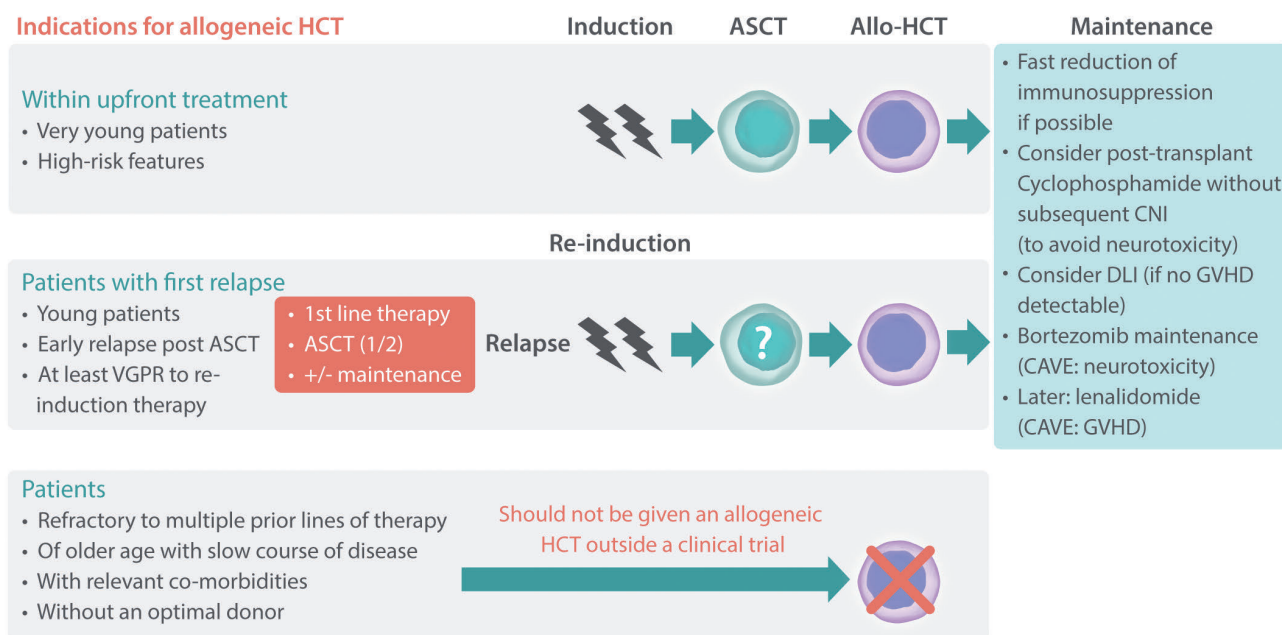 Indications for allogeneic HCT
Induction
ASCT
Allo-HCT
Maintenance
Within upfront treatment
• Very young patients
• High-risk features
Re-induction
Patients with first relapse
• Young patients
• Early relapse post ASCT
• At least VGPR to re-
induction therapy
• 1st line therapy
• ASCT (1/2)
• +/- maintenance
Relapse
?
• Fast reduction of
immunosuppression
if possible
• Consider post-transplant
Cyclophosphamide without
subsequent CNI
(to avoid neurotoxicity)
• Consider DLI (if no GVHD
detectable)
• Bortezomib maintenance
(CAVE: neurotoxicity)
• Later: lenalidomide
(CAVE: GVHD)
Patients
• Refractory to multiple prior lines of therapy
• Of older age with slow course of disease
• With relevant co-morbidities
• Without an optimal donor
Should not be given an allogeneic
HCT outside a clinical trial